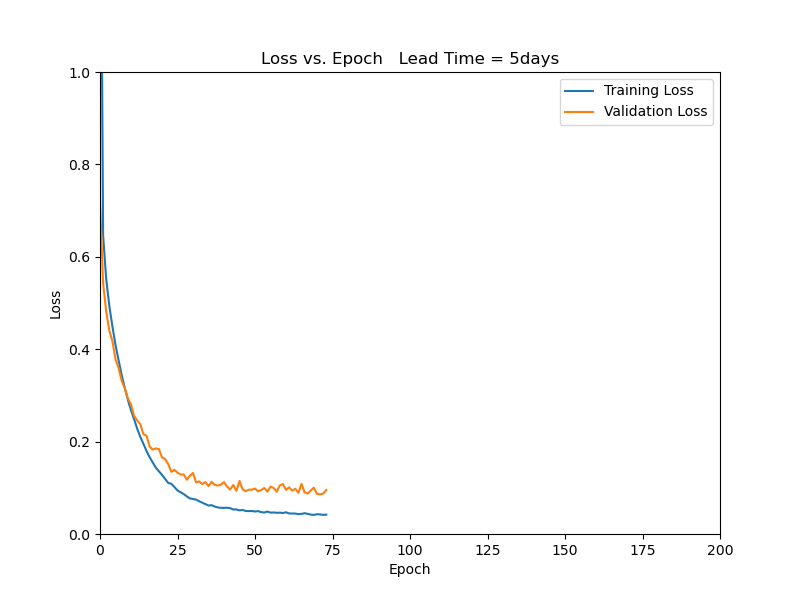 Loss vs. Epoch   Lead Time = 5days
Training Loss
Validation Loss
1.0
0.8
0.6
0.4
0.2
0.0
Loss
0 25 50 75 100 125 150 175 200
Epoch